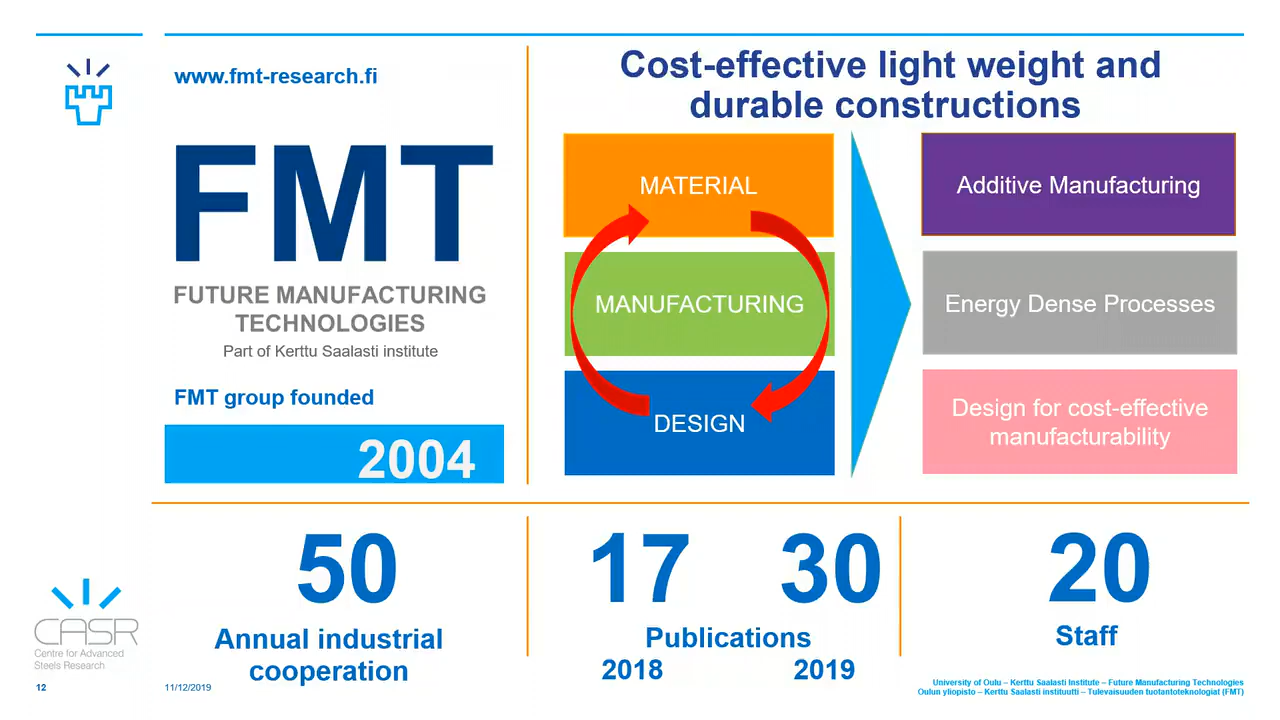 www.fmt-research.fi
FMT
FUTURE MANUFACTURING
TECHNOLOGIES
Part of Kerttu Saalasti institute
FMT group founded
2004
Cost-effective light weight and
durable constructions
MATERIAL
MANUFACTURING
DESIGN
Additive Manufacturing
Energy Dense Processes
Design for cost-effective
manufacturability
50
Annual industrial
cooperation
17 30
Publications
2018 2019
20
Staff
CASR
Centre for Advanced
Steels Research
12
11/12/2019
University of Oulu – Kerttu Saalasti Institute – Future Manufacturing Technologies
Oulun yliopisto – Kerttu Saalasti instituutti – Tulevaisuuden tuotantoteknologiat (FMT)